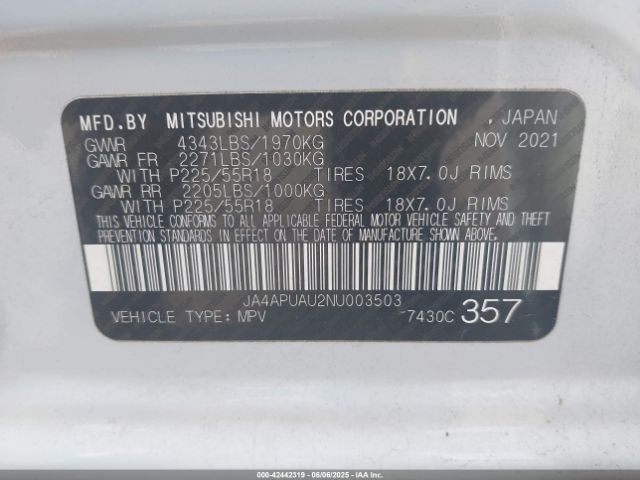 MFD.BY MITSUBISHI MOTORS CORPORATION , JAPAN
GVWR 4343LBS/1970KG NOV 2021
GAWR FR 2271LBS/1030KG
WITH P225/55R18 TIRES 18X7.0J RIMS
GAWR RR 2205LBS/1000KG
WITH P225/55R18 TIRES 18X7.0J RIMS
THIS VEHICLE CONFORMS TO ALL APPLICABLE FEDERAL MOTOR VEHICLE SAFETY AND THEFT
PREVENTION STANDARDS IN EFFECT ON THE DATE OF MANUFACTURE SHOWN ABOVE.
JA4APUAU2NU003503
VEHICLE TYPE: MPV 7430C 357
000-42442319 - 06/06/2025 - IAAI.com